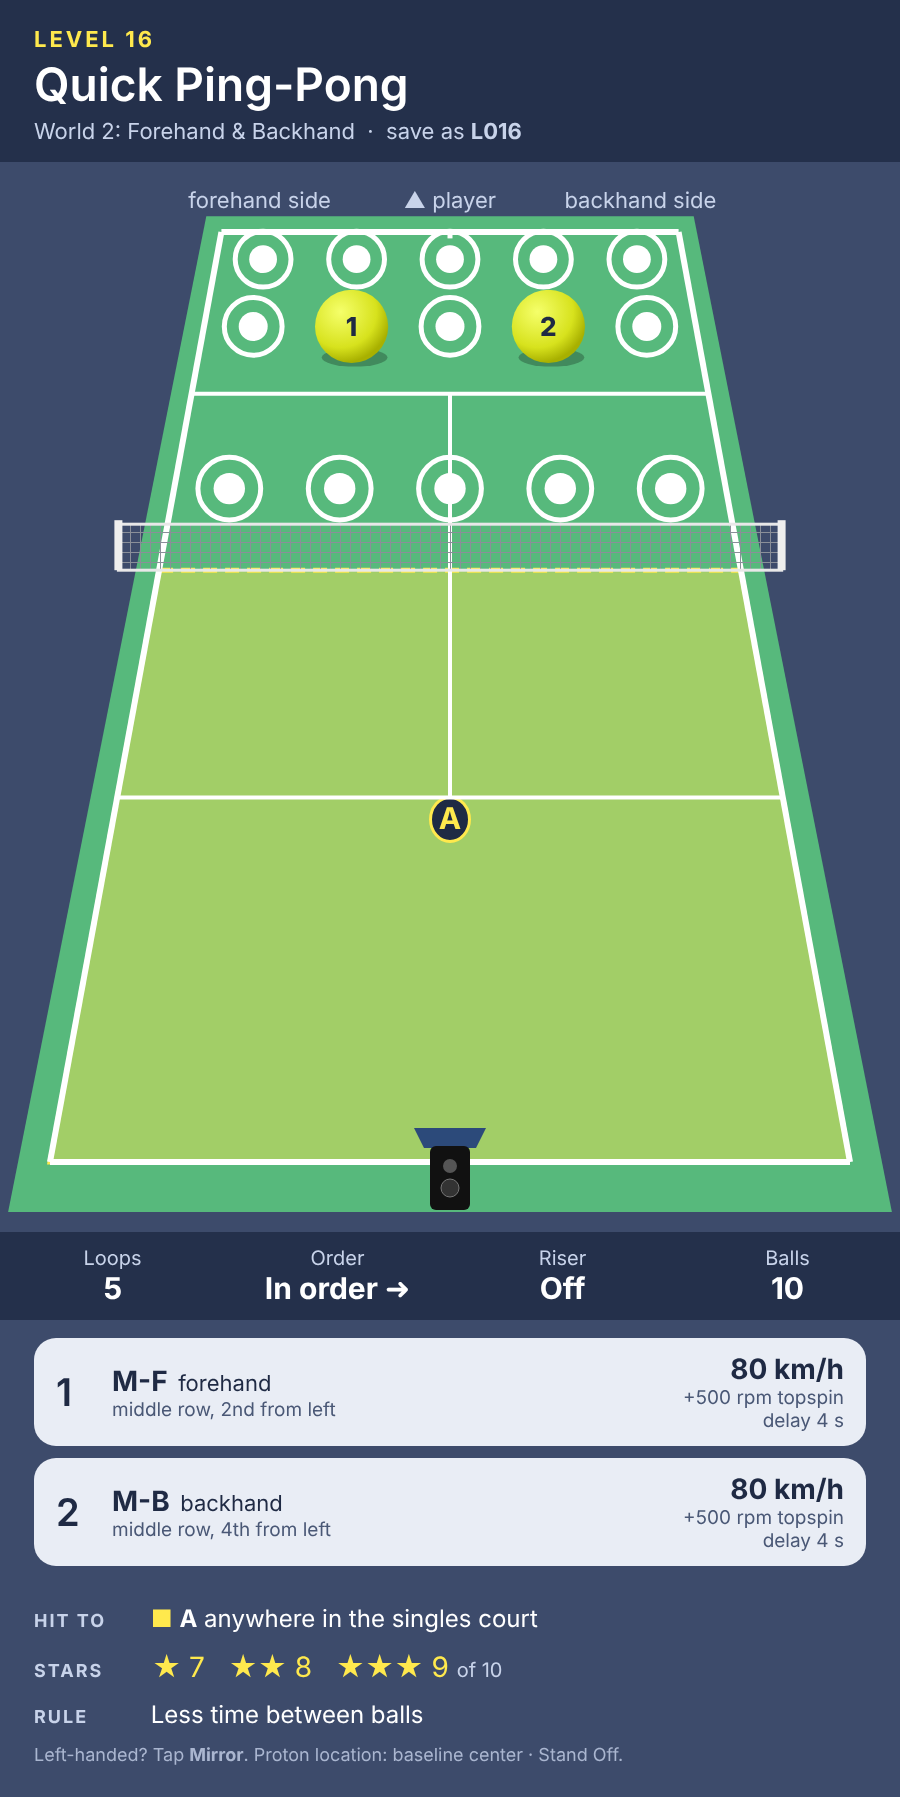 LEVEL 16
Quick Ping-Pong
World 2: Forehand & Backhand · save as L016
forehand side ▲ player backhand side
1 2
A
Loops Order Riser Balls
5 In order ➜ Off 10
1 M-F forehand 80 km/h
middle row, 2nd from left +500 rpm topspin
delay 4 s
2 M-B backhand 80 km/h
middle row, 4th from left +500 rpm topspin
delay 4 s
HIT TO ■ A anywhere in the singles court
STARS ★ 7 ★★ 8 ★★★ 9 of 10
RULE Less time between balls
Left-handed? Tap Mirror. Proton location: baseline center · Stand Off.